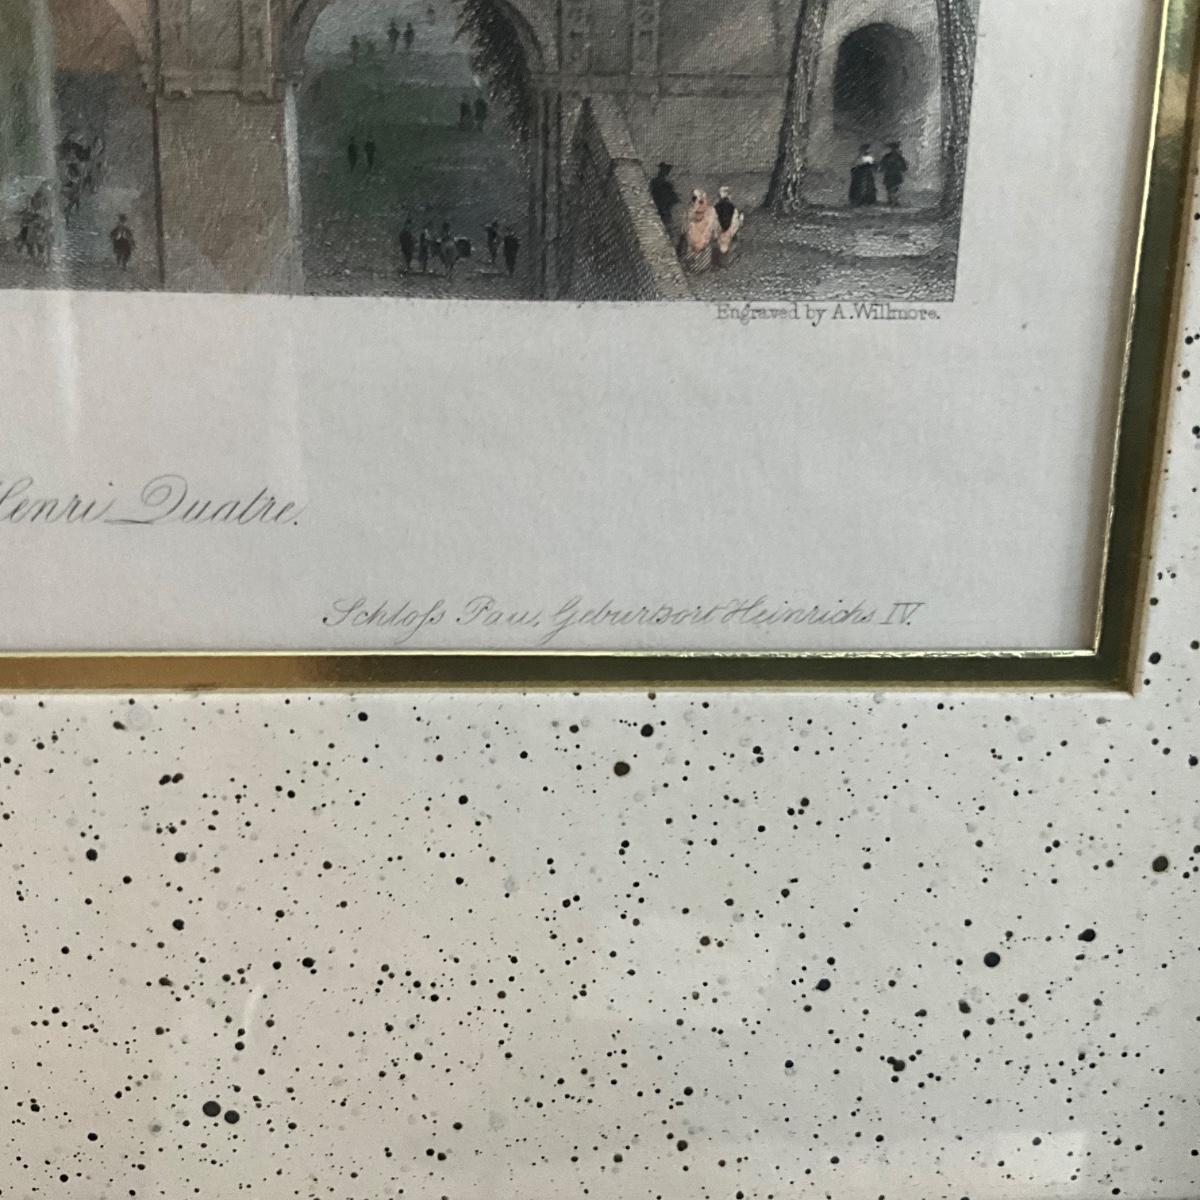 Engraved by A. Willmore.
Henri Quatre.
Schloſs Pau, Geburtsort Heinrichs IV.